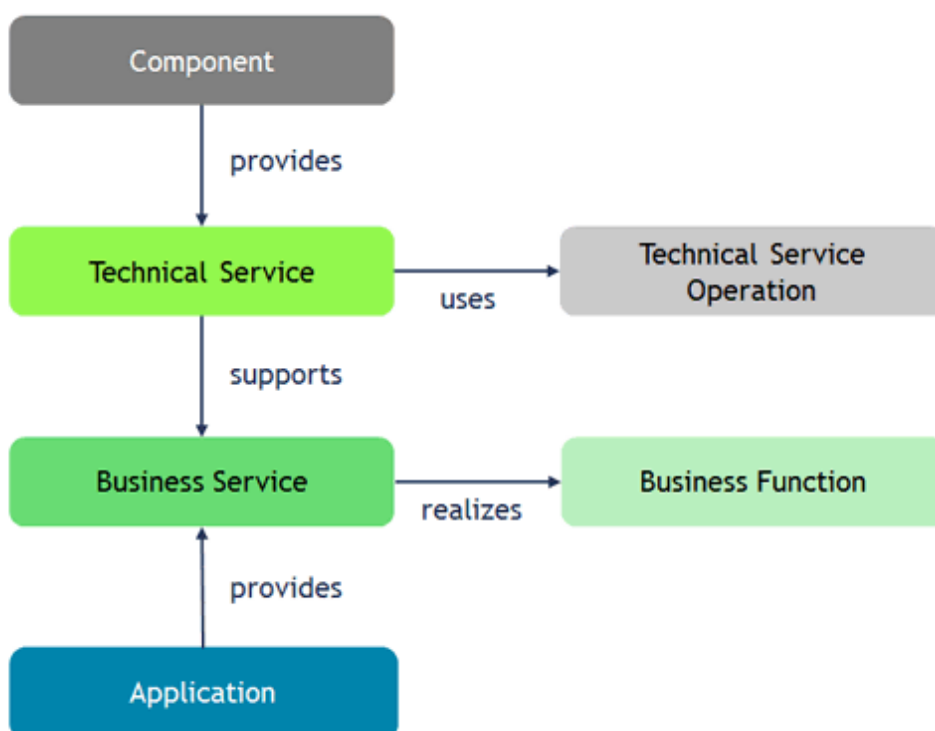 Component
provides
Technical Service
uses
Technical Service
Operation
supports
Business Service
realizes
Business Function
provides
Application